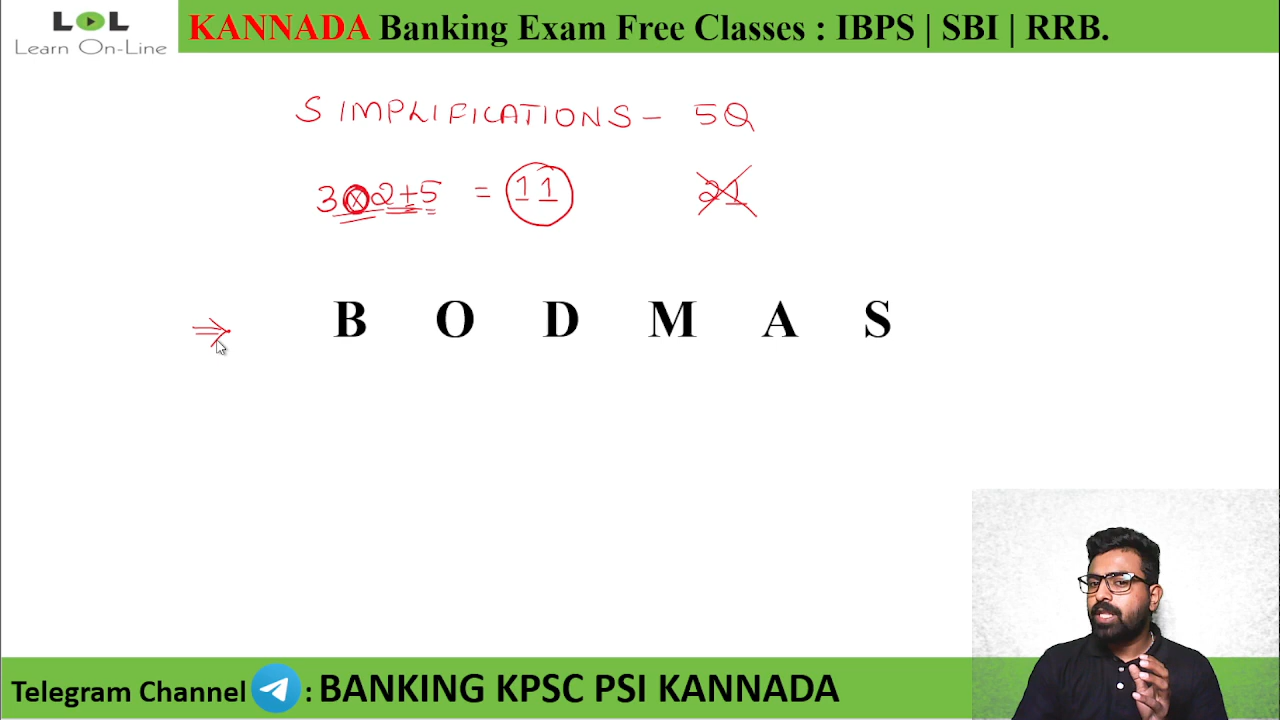 LOL
Learn On-Line
KANNADA Banking Exam Free Classes : IBPS | SBI | RRB.
SIMPLIFICATIONS - 5Q
3×2+5 = 11 21
⇒ B O D M A S
Telegram Channel : BANKING KPSC PSI KANNADA